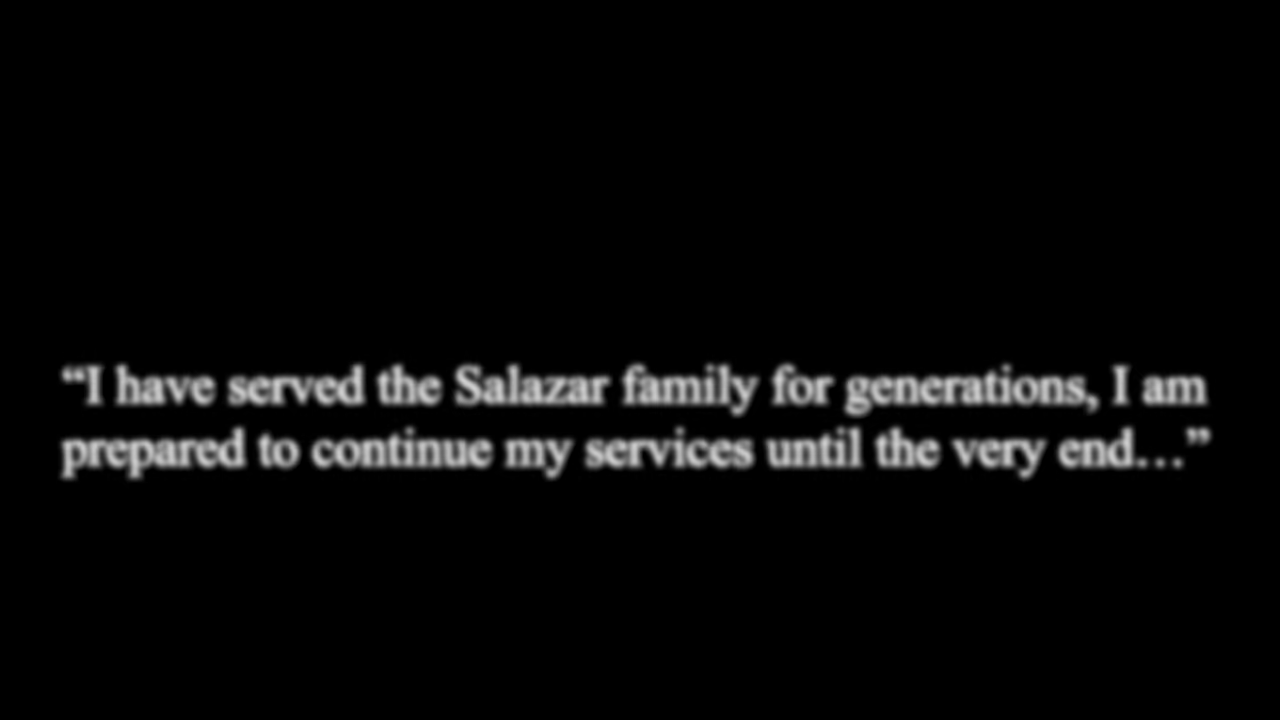 “I have served the Salazar family for generations, I am
prepared to continue my services until the very end…”